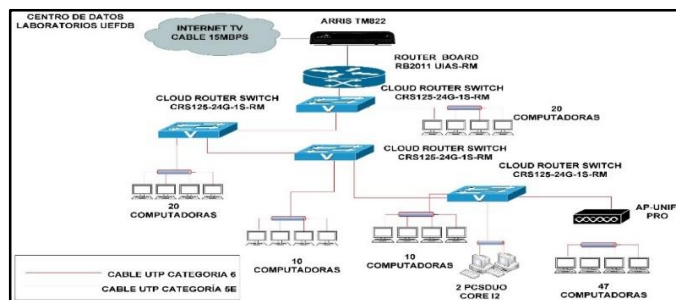 CENTRO DE DATOS
LABORATORIOS UEFDB
INTERNET TV
CABLE 15MBPS
ARRIS TM822
ROUTER BOARD
RB2011 UIAS-RM
CLOUD ROUTER SWITCH
CRS125-24G-1S-RM
CLOUD ROUTER SWITCH
CRS125-24G-1S-RM
20
COMPUTADORAS
CLOUD ROUTER SWITCH
CRS125-24G-1S-RM
CLOUD ROUTER SWITCH
CRS125-24G-1S-RM
20
COMPUTADORAS
AP-UNIFI
PRO
10
COMPUTADORAS
10
COMPUTADORAS
2 PCSDUO
CORE I2
47
COMPUTADORAS
CABLE UTP CATEGORIA 6
CABLE UTP CATEGORÍA 5E